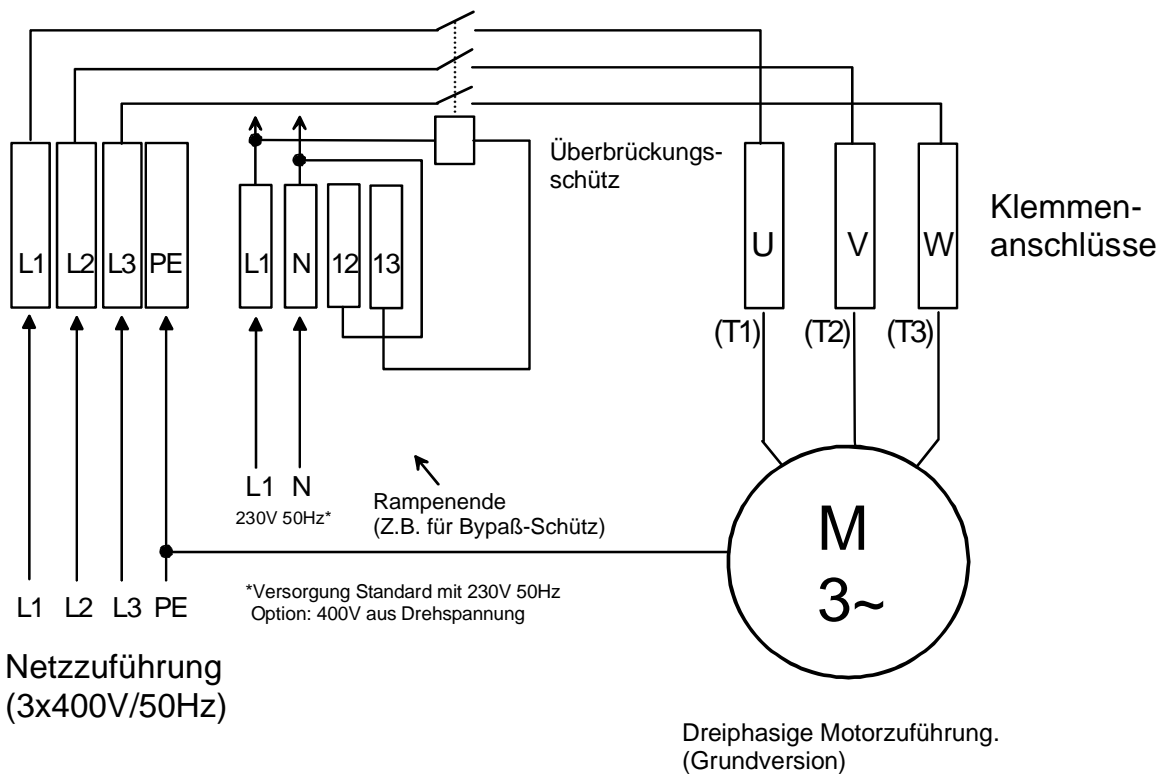 Überbrückungs-
schütz
Klemmen-
anschlüsse
L1 L2 L3 PE
L1 N 12 13
U V W
(T1) (T2) (T3)
L1 N
230V 50Hz*
Rampenende
(Z.B. für Bypaß-Schütz)
M
3~
*Versorgung Standard mit 230V 50Hz
Option: 400V aus Drehspannung
L1 L2 L3 PE
Netzzuführung
(3x400V/50Hz)
Dreiphasige Motorzuführung.
(Grundversion)